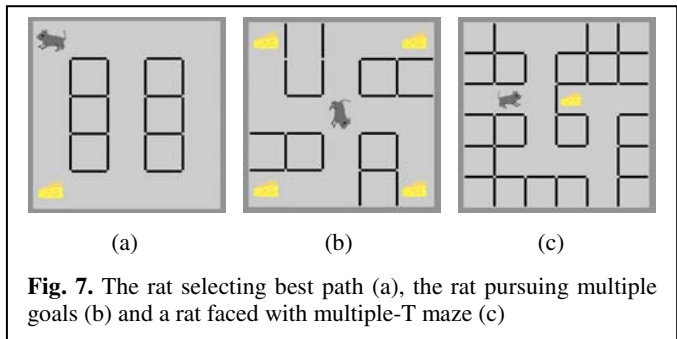 (a) (b) (c)
Fig. 7. The rat selecting best path (a), the rat pursuing multiple
goals (b) and a rat faced with multiple-T maze (c)